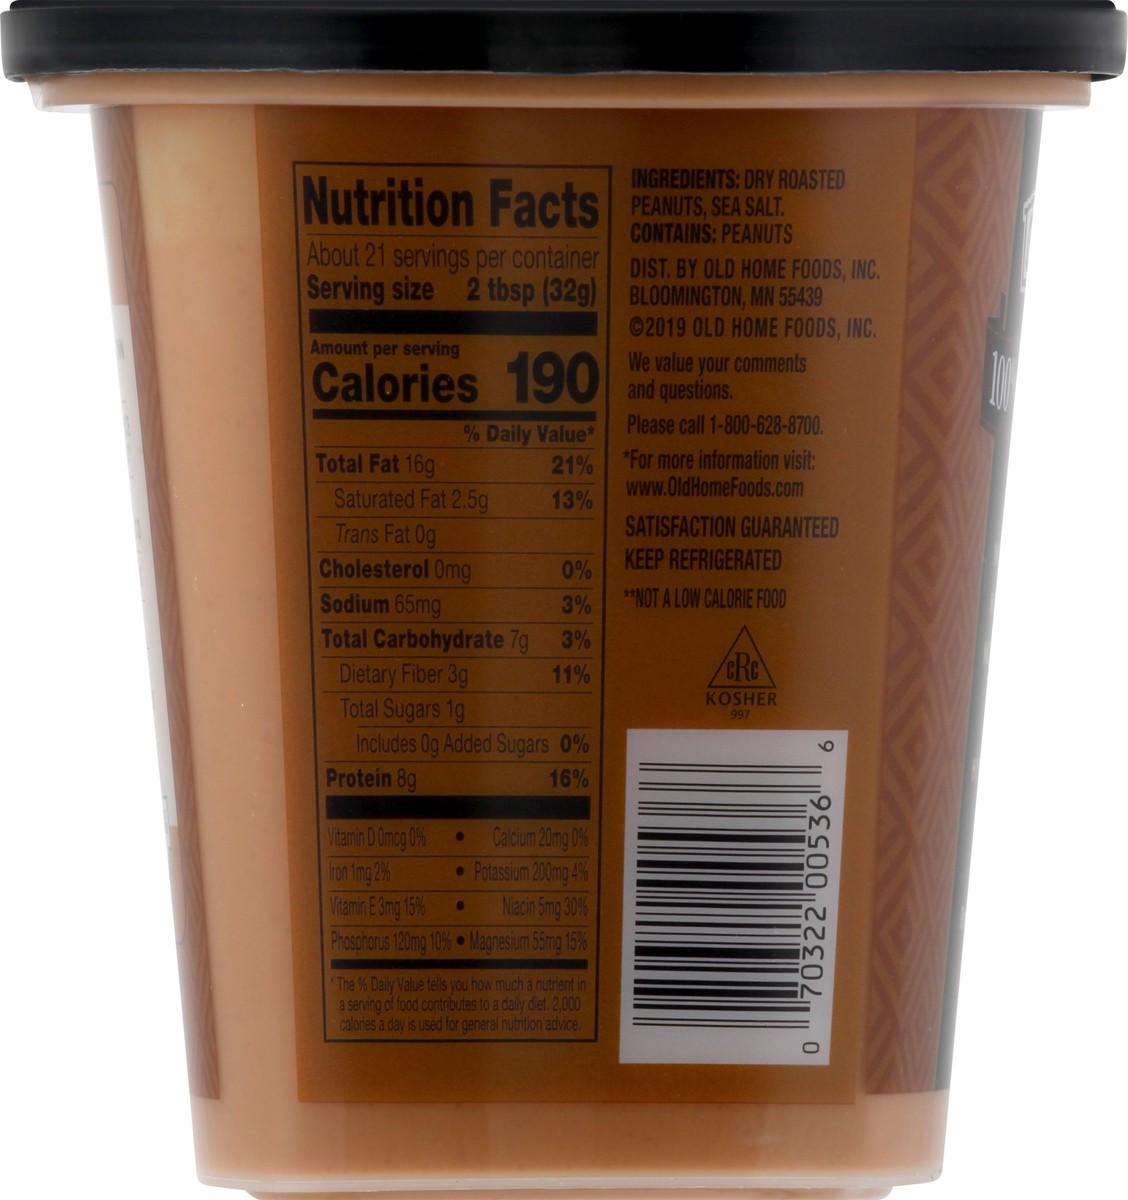 Nutrition Facts
About 21 servings per container
Serving size 2 tbsp (32g)
Amount per serving
Calories 190
% Daily Value*
Total Fat 16g 21%
Saturated Fat 2.5g 13%
Trans Fat 0g
Cholesterol 0mg 0%
Sodium 65mg 3%
Total Carbohydrate 7g 3%
Dietary Fiber 3g 11%
Total Sugars 1g
Includes 0g Added Sugars 0%
Protein 8g 16%
Vitamin D 0mcg 0% • Calcium 20mg 0%
Iron 1mg 2% • Potassium 200mg 4%
Vitamin E 3mg 15% • Niacin 5mg 30%
Phosphorus 120mg 10% • Magnesium 55mg 15%
* The % Daily Value tells you how much a nutrient in
a serving of food contributes to a daily diet. 2,000
calories a day is used for general nutrition advice.
INGREDIENTS: DRY ROASTED
PEANUTS, SEA SALT.
CONTAINS: PEANUTS
DIST. BY OLD HOME FOODS, INC.
BLOOMINGTON, MN 55439
©2019 OLD HOME FOODS, INC.
We value your comments
and questions.
Please call 1-800-628-8700.
*For more information visit:
www.OldHomeFoods.com
SATISFACTION GUARANTEED
KEEP REFRIGERATED
**NOT A LOW CALORIE FOOD
cRc
KOSHER
997
0 70322 00536 6
100